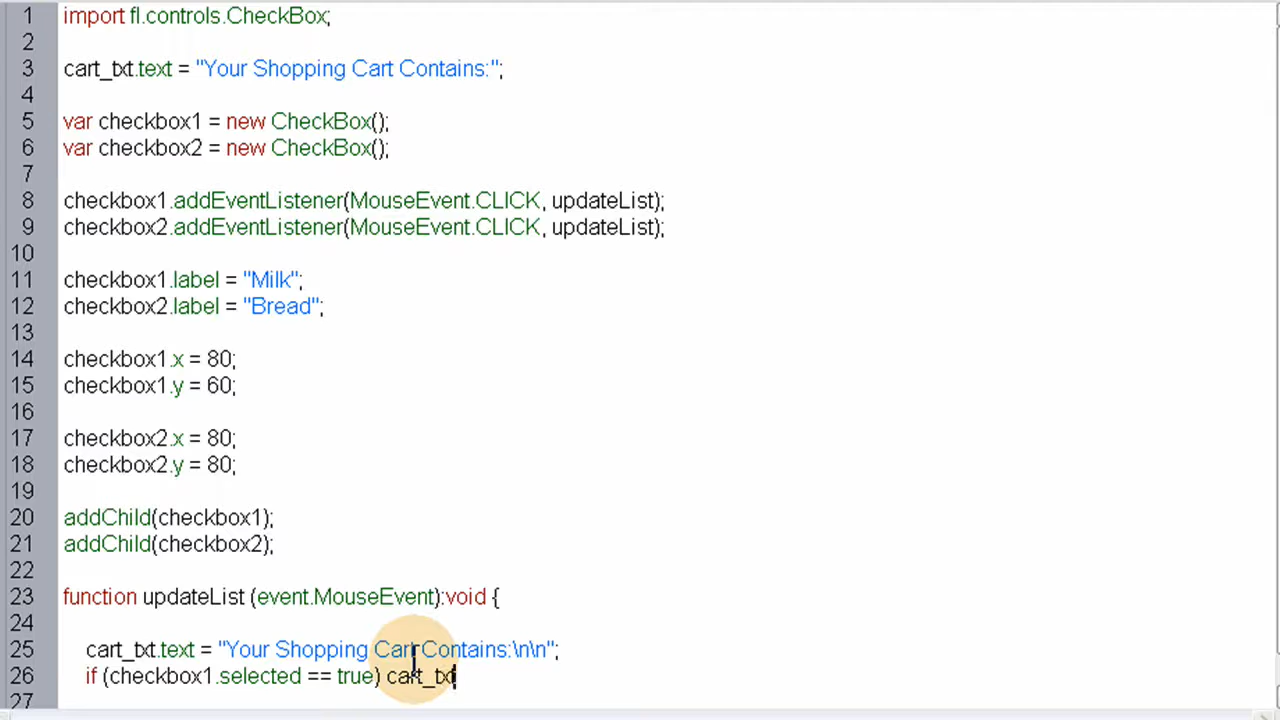 1 import fl.controls.CheckBox;
2
3 cart_txt.text = "Your Shopping Cart Contains:";
4
5 var checkbox1 = new CheckBox();
6 var checkbox2 = new CheckBox();
7
8 checkbox1.addEventListener(MouseEvent.CLICK, updateList);
9 checkbox2.addEventListener(MouseEvent.CLICK, updateList);
10
11 checkbox1.label = "Milk";
12 checkbox2.label = "Bread";
13
14 checkbox1.x = 80;
15 checkbox1.y = 60;
16
17 checkbox2.x = 80;
18 checkbox2.y = 80;
19
20 addChild(checkbox1);
21 addChild(checkbox2);
22
23 function updateList (event.MouseEvent):void {
24
25 cart_txt.text = "Your Shopping Cart Contains:\n\n";
26 if (checkbox1.selected == true) cart_txt
27